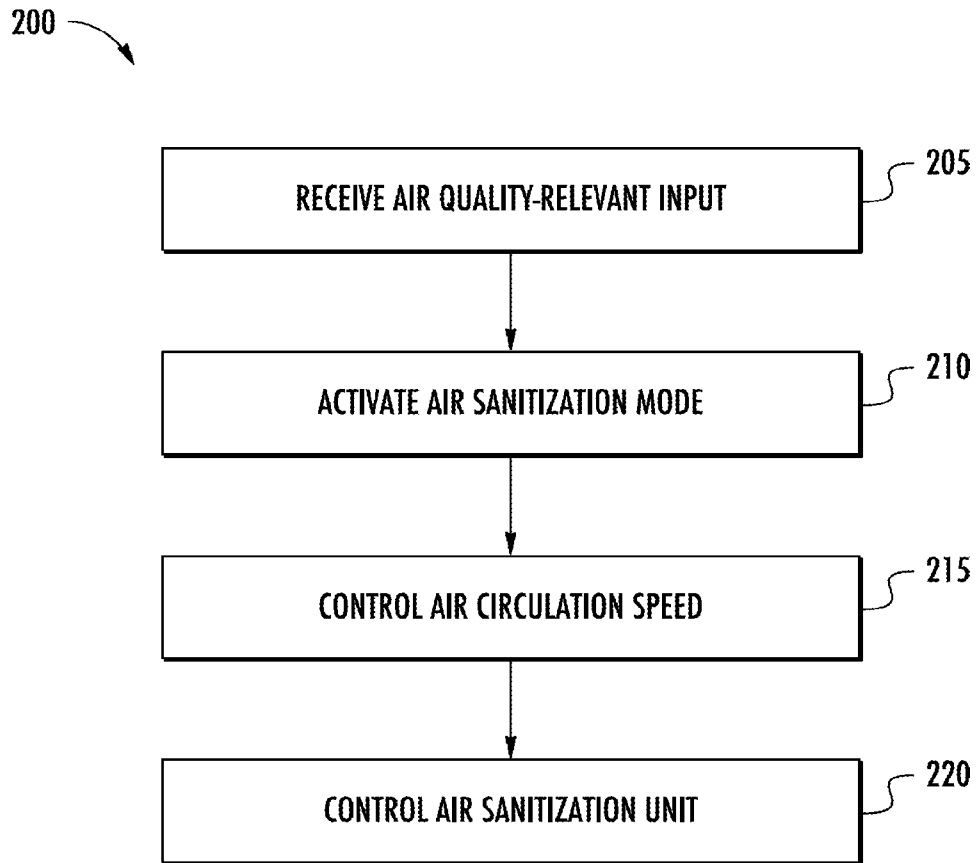 200
RECEIVE AIR QUALITY-RELEVANT INPUT
205
ACTIVATE AIR SANITIZATION MODE
210
CONTROL AIR CIRCULATION SPEED
215
CONTROL AIR SANITIZATION UNIT
220